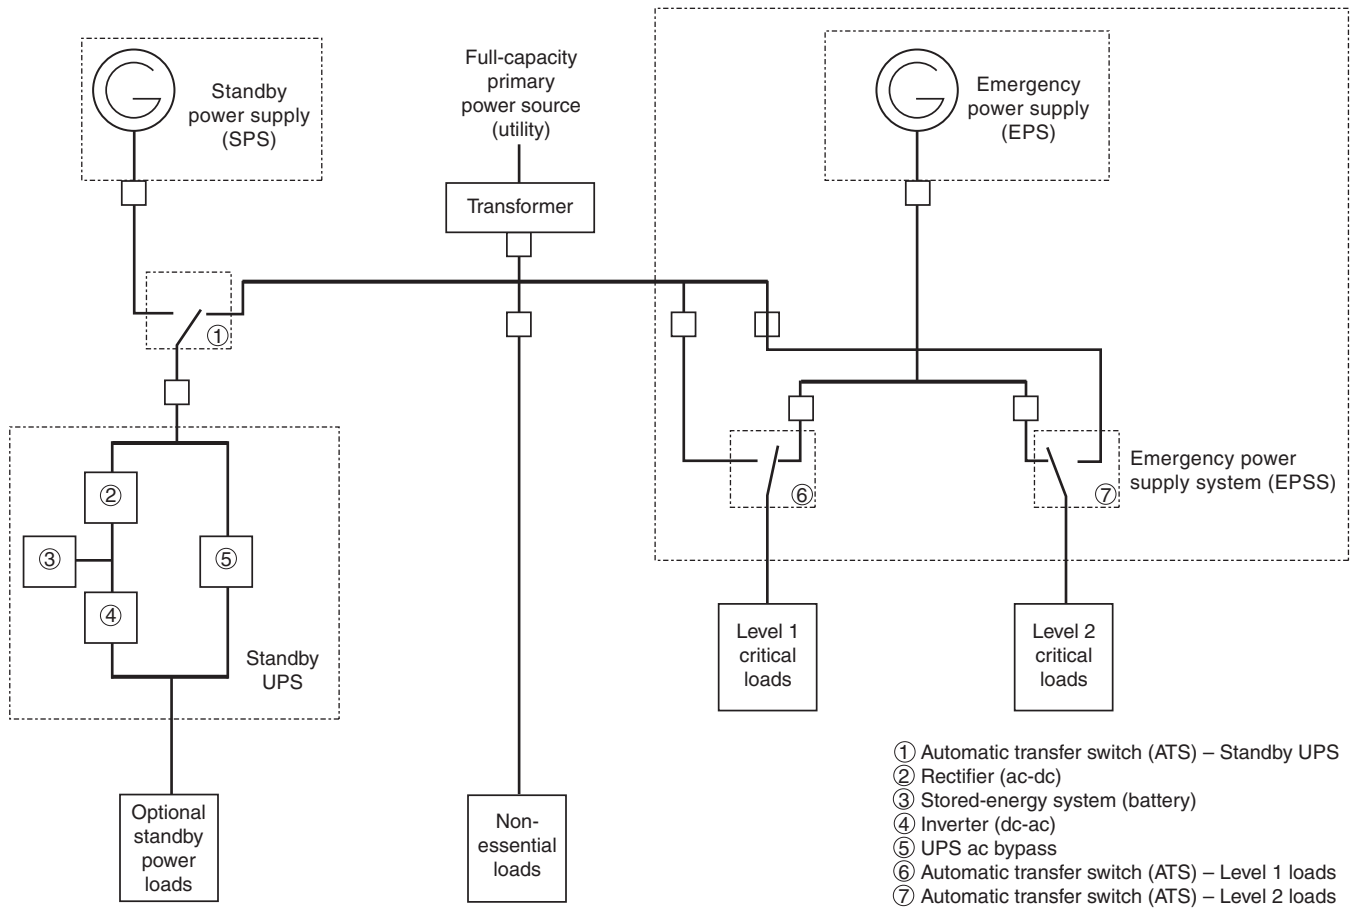 Standby
power supply
(SPS)
Full-capacity
primary
power source
(utility)
Emergency
power supply
(EPS)
Transformer
①
②
③
④
⑤
Standby
UPS
⑥
⑦
Emergency power
supply system (EPSS)
Level 1
critical
loads
Level 2
critical
loads
Optional
standby
power
loads
Non-
essential
loads
① Automatic transfer switch (ATS) – Standby UPS
② Rectifier (ac-dc)
③ Stored-energy system (battery)
④ Inverter (dc-ac)
⑤ UPS ac bypass
⑥ Automatic transfer switch (ATS) – Level 1 loads
⑦ Automatic transfer switch (ATS) – Level 2 loads